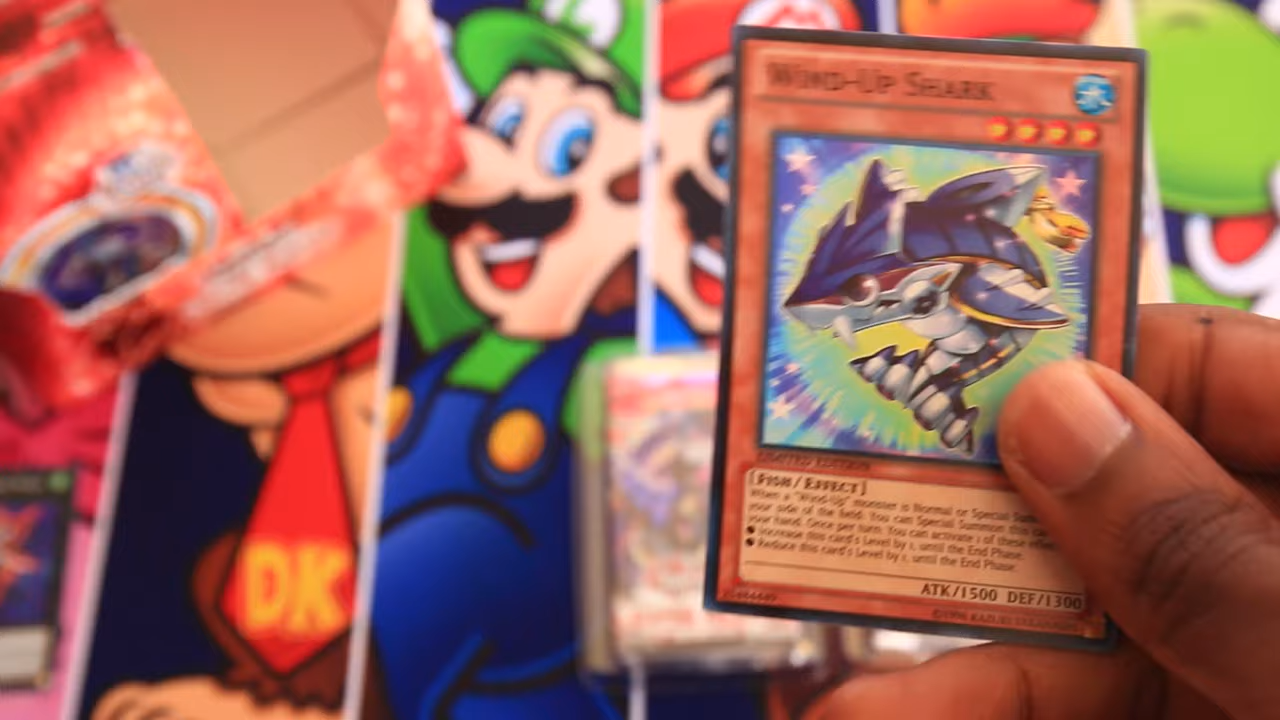 WIND-UP SHARK
LIMITED EDITION
[FISH/EFFECT]
When a "Wind-Up" monster is Normal or Special Sum
your side of the field: You can Special Summon this
your hand. Once per turn: You can activate 1 of these
● Increase this card's Level by 1, until the End Phase.
● Reduce this card's Level by 1, until the End Phase.
ATK/1500 DEF/1300
DK
L
M